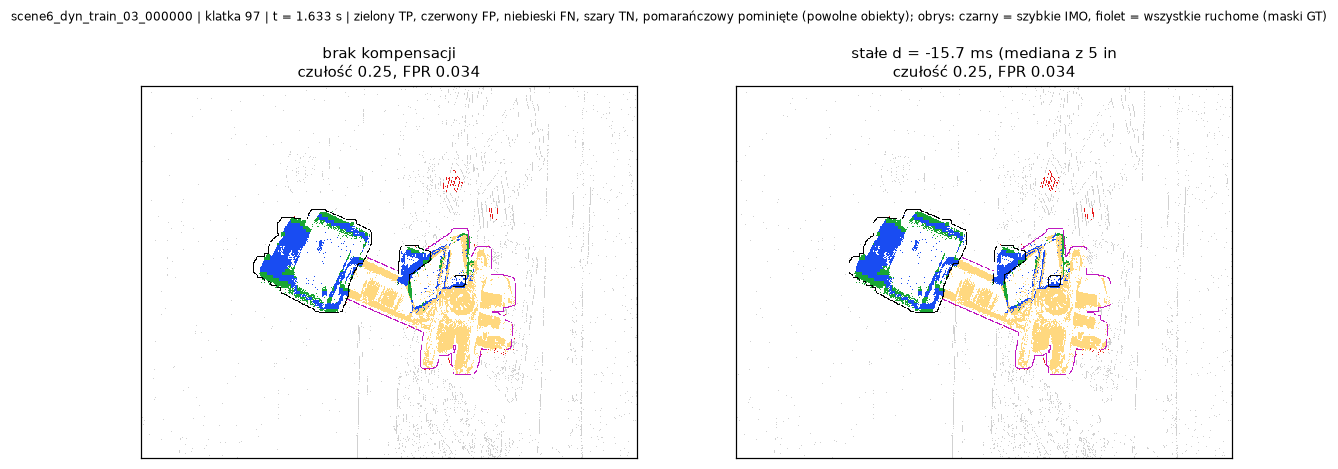 scene6_dyn_train_03_000000 | klatka 97 | t = 1.633 s | zielony TP, czerwony FP, niebieski FN, szary TN, pomarańczowy pominięte (powolne obiekty); obrys: czarny = szybkie IMO, fiolet = wszystkie ruchome (maski GT)
brak kompensacji
czułość 0.25, FPR 0.034
stałe d = -15.7 ms (mediana z 5 in
czułość 0.25, FPR 0.034